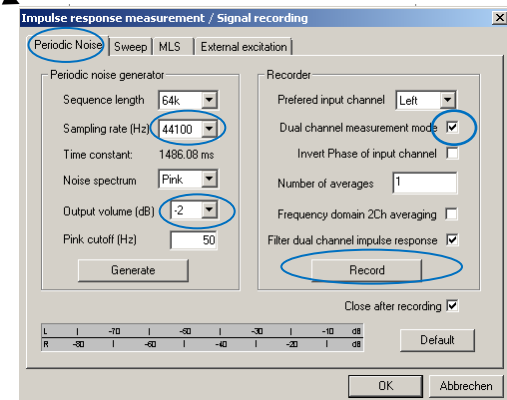 Impulse response measurement / Signal recording
Periodic Noise Sweep MLS External excitation
Periodic noise generator
Sequence length 64k
Sampling rate (Hz) 44100
Time constant: 1486.08 ms
Noise spectrum Pink
Output volume (dB) -2
Pink cutoff (Hz) 50
Generate
Recorder
Prefered input channel Left
Dual channel measurement mode
Invert Phase of input channel
Number of averages 1
Frequency domain 2Ch averaging
Filter dual channel impulse response
Record
Close after recording
L | -70 | -50 | -30 | -10 dB
R -80 | -60 | -40 | -20 | dB
Default
OK Abbrechen